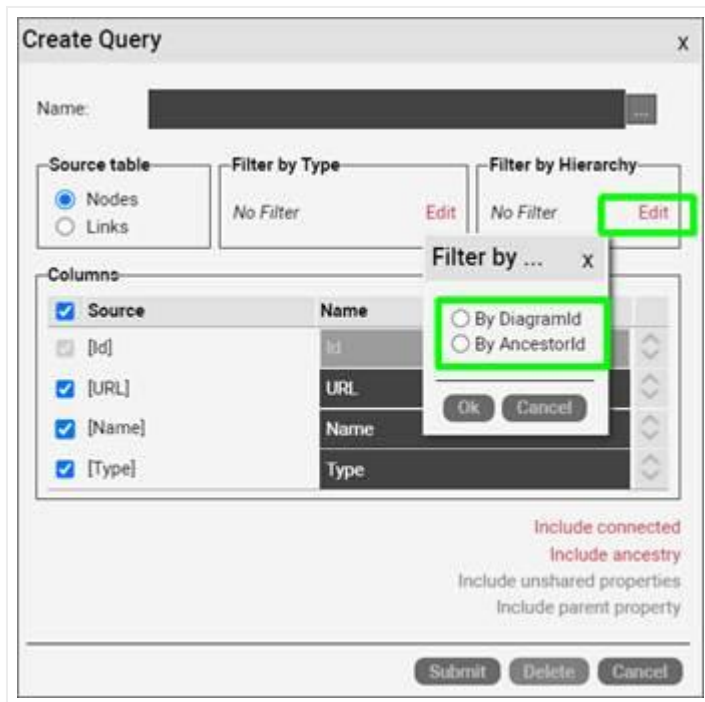 Create Query x
Name: ...
Source table Filter by Type Filter by Hierarchy
Nodes No Filter Edit No Filter Edit
Links
Filter by ... x
Columns
Source Name
By DiagramId
By AncestorId
[Id] Id
[URL] URL
Ok Cancel
[Name] Name
[Type] Type
Include connected
Include ancestry
Include unshared properties
Include parent property
Submit Delete Cancel